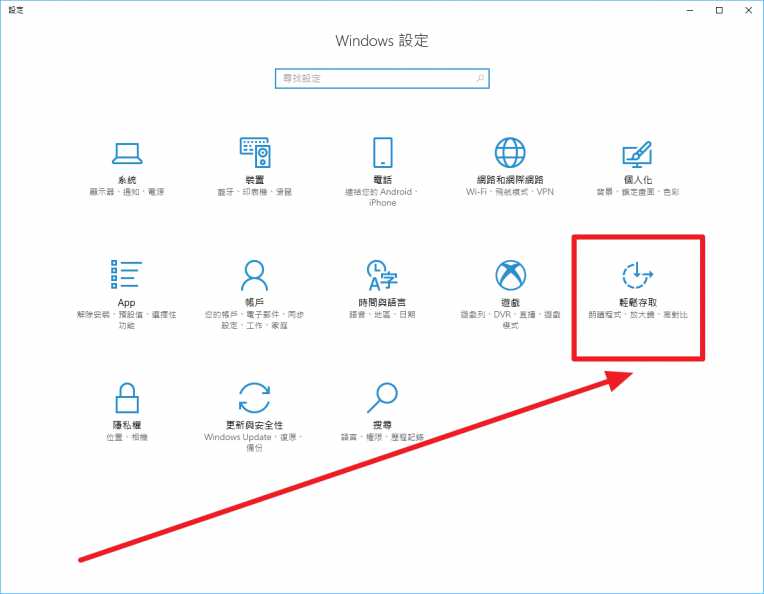 設定
Windows 設定
尋找設定
系統
顯示器、通知、電源
裝置
藍牙、印表機、滑鼠
電話
連結您的 Android、
iPhone
網路和網際網路
Wi-Fi、飛航模式、VPN
個人化
背景、鎖定畫面、色彩
App
解除安裝、預設值、選擇性
功能
帳戶
您的帳戶、電子郵件、同步
設定、工作、家庭
時間與語言
語音、地區、日期
遊戲
遊戲列、DVR、直播、遊戲
模式
輕鬆存取
朗讀程式、放大鏡、高對比
隱私權
位置、相機
更新與安全性
Windows Update、復原、
備份
搜尋
語言、權限、歷程記錄